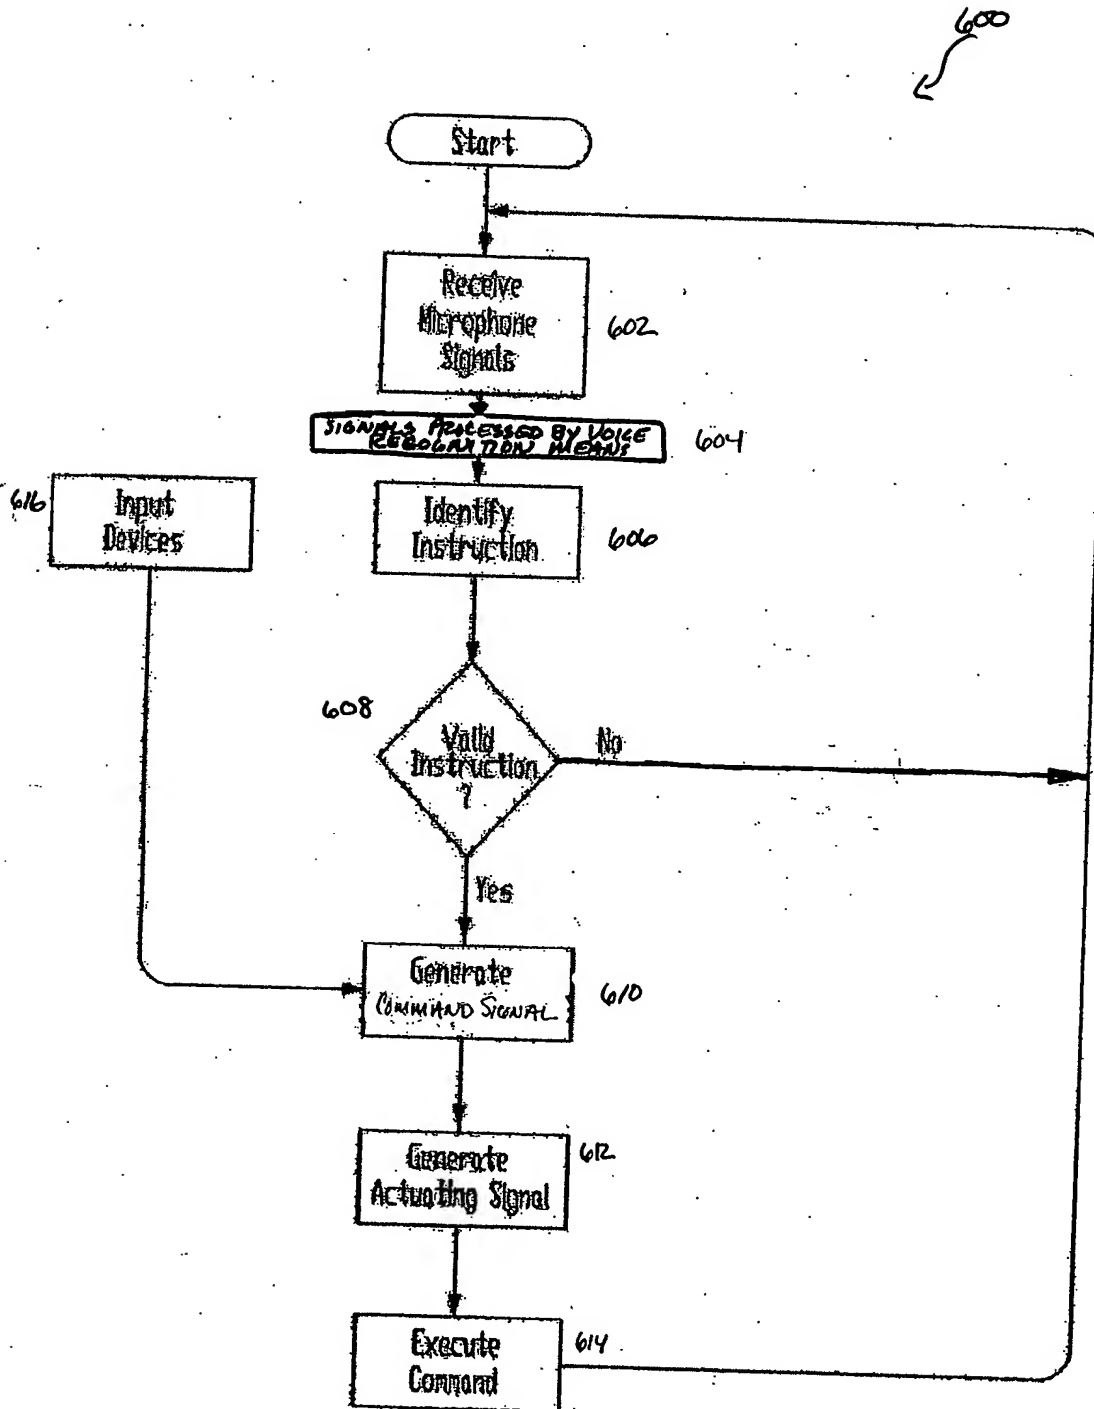 600
Start
Receive
Microphone
Signals
602
SIGNALS PROCESSED BY VOICE
RECOGNITION MEANS
604
616
Input
Devices
Identify
Instruction
606
608
Valid
Instruction
?
No
Yes
Generate
COMMAND SIGNAL
610
Generate
Actuating Signal
612
Execute
Command
614